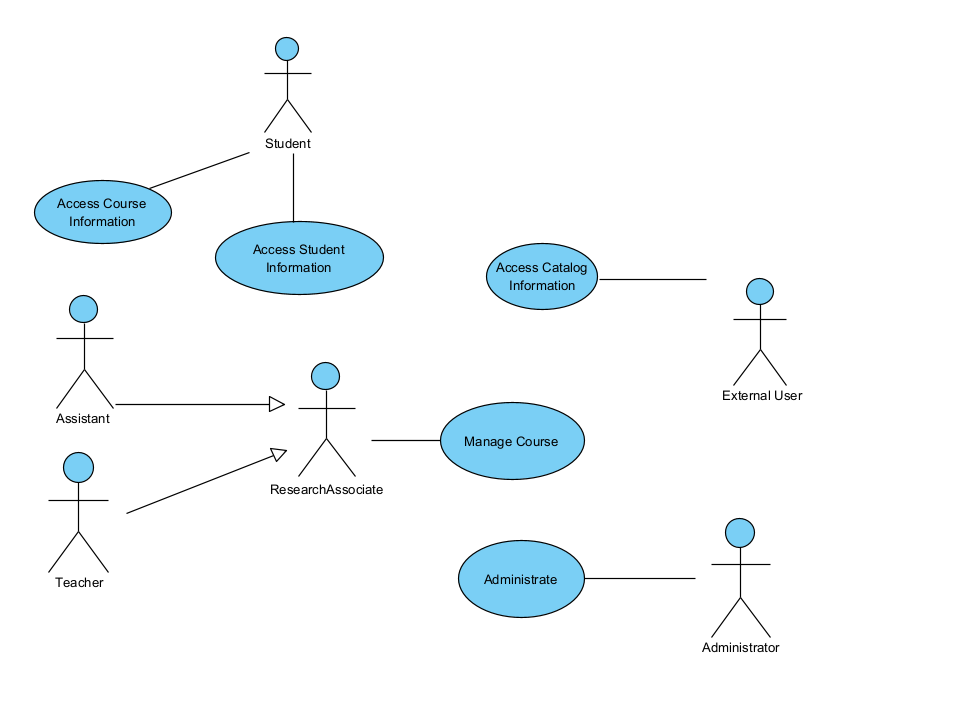 Student
Access Course
Information
Access Student
Information
Access Catalog
Information
External User
Assistant
ResearchAssociate
Manage Course
Teacher
Administrate
Administrator